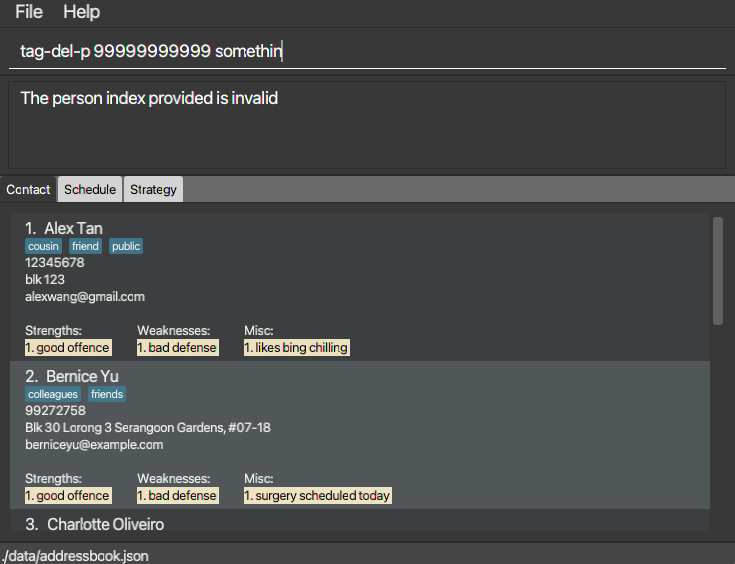 File Help
tag-del-p 99999999999 somethin
The person index provided is invalid
Contact Schedule Strategy
1. Alex Tan
cousin friend public
12345678
blk 123
alexwang@gmail.com
Strengths: Weaknesses: Misc:
1. good offence 1. bad defense 1. likes bing chilling
2. Bernice Yu
colleagues friends
99272758
Blk 30 Lorong 3 Serangoon Gardens, #07-18
berniceyu@example.com
Strengths: Weaknesses: Misc:
1. good offence 1. bad defense 1. surgery scheduled today
3. Charlotte Oliveiro
./data/addressbook.json